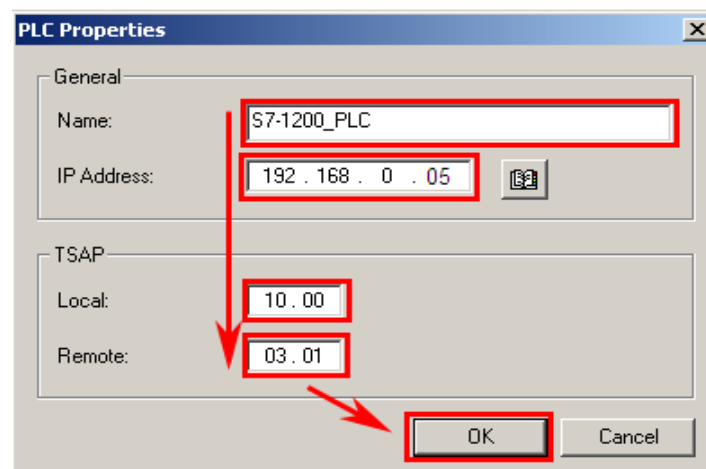 PLC Properties
General
Name: S7-1200_PLC
IP Address: 192 . 168 . 0 . 05
TSAP
Local: 10 . 00
Remote: 03 . 01
OK Cancel